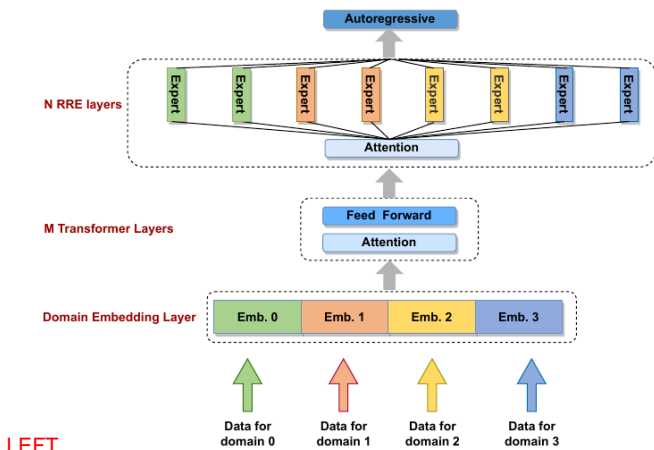 Autoregressive
N RRE layers
Expert
Expert
Expert
Expert
Expert
Expert
Expert
Expert
Attention
M Transformer Layers
Feed Forward
Attention
Domain Embedding Layer
Emb. 0
Emb. 1
Emb. 2
Emb. 3
Data for
domain 0
Data for
domain 1
Data for
domain 2
Data for
domain 3
LEFT